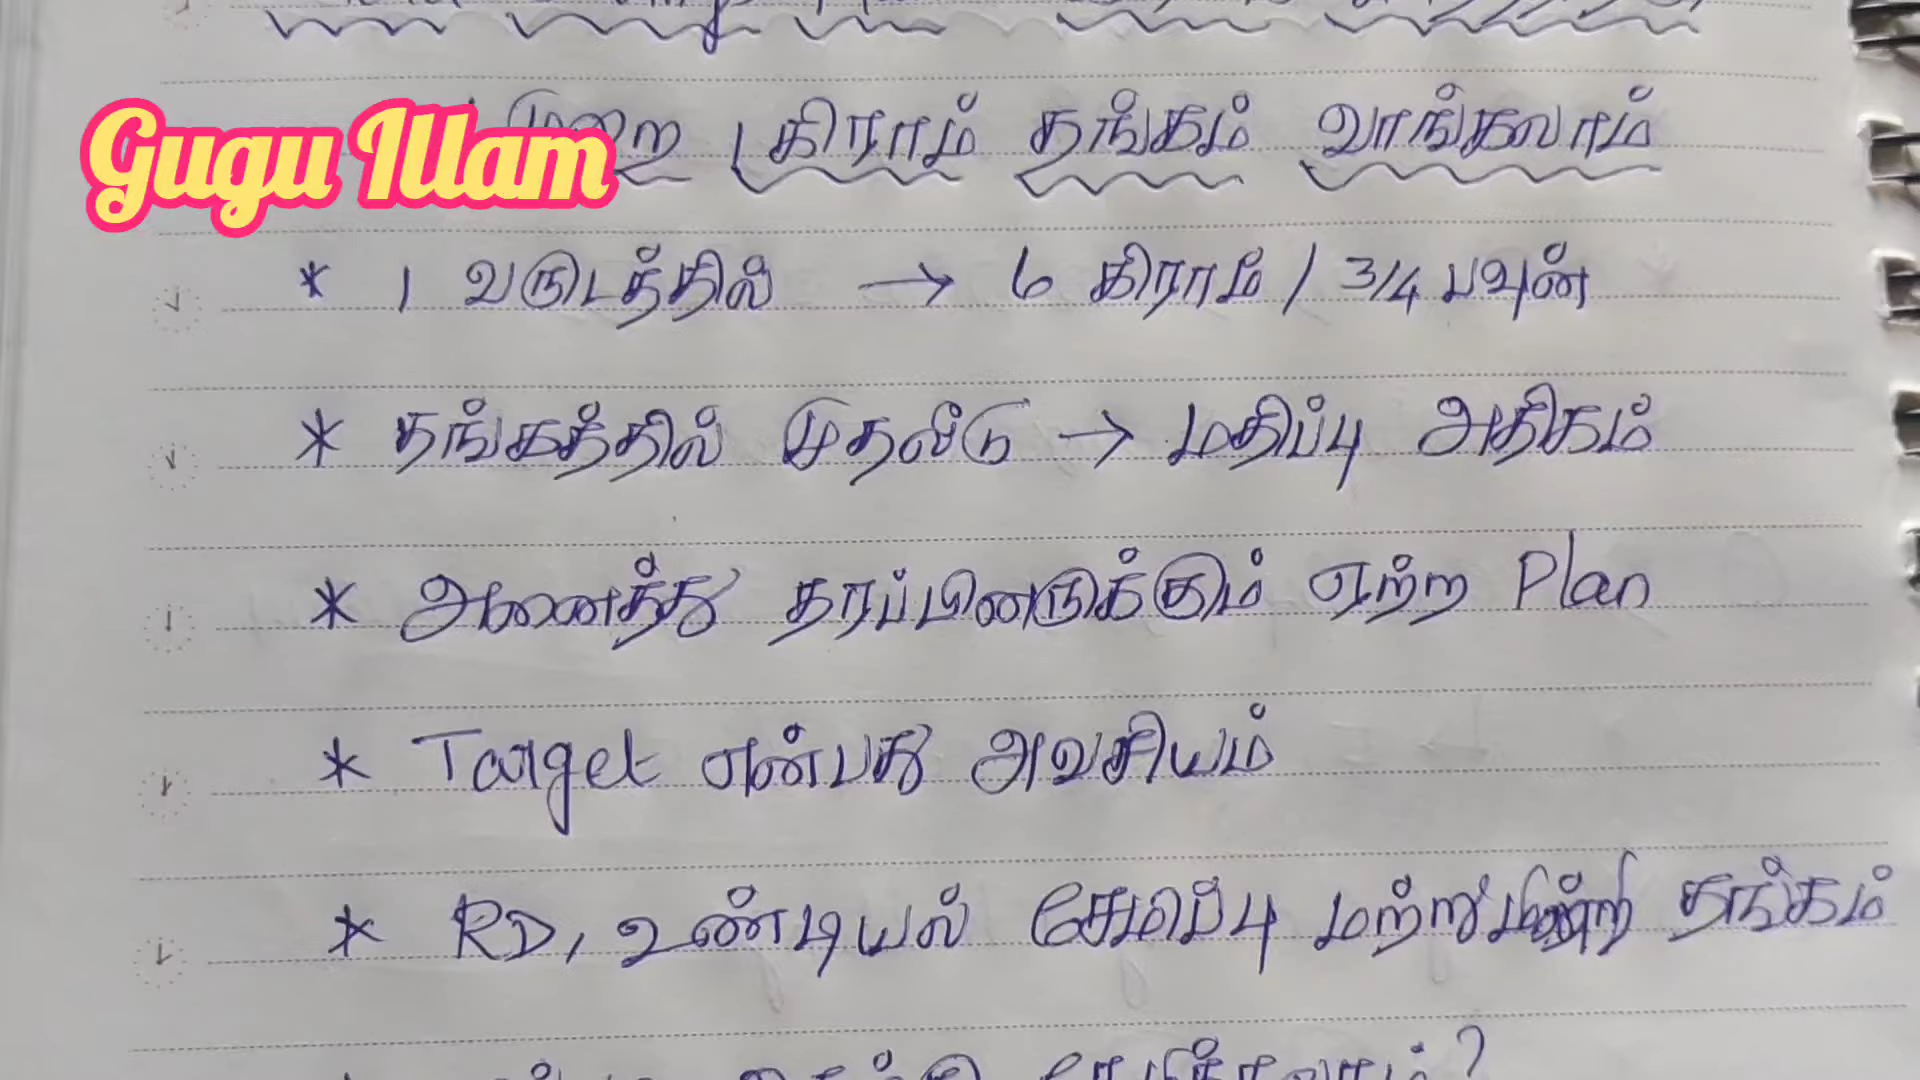 Gugu Illam
முறை 1 கிராம் தங்கம் வாங்கலாம்
* 1 வருடத்தில் → 6 கிராம் / 3/4 பவுன்
* தங்கத்தில் முதலீடு → மதிப்பு அதிகம்
* அனைத்து தரப்பினருக்கும் ஏற்ற Plan
* Target என்பது அவசியம்
* RD, உண்டியல் சேமிப்பு மற்றுமின்றி தங்கம்